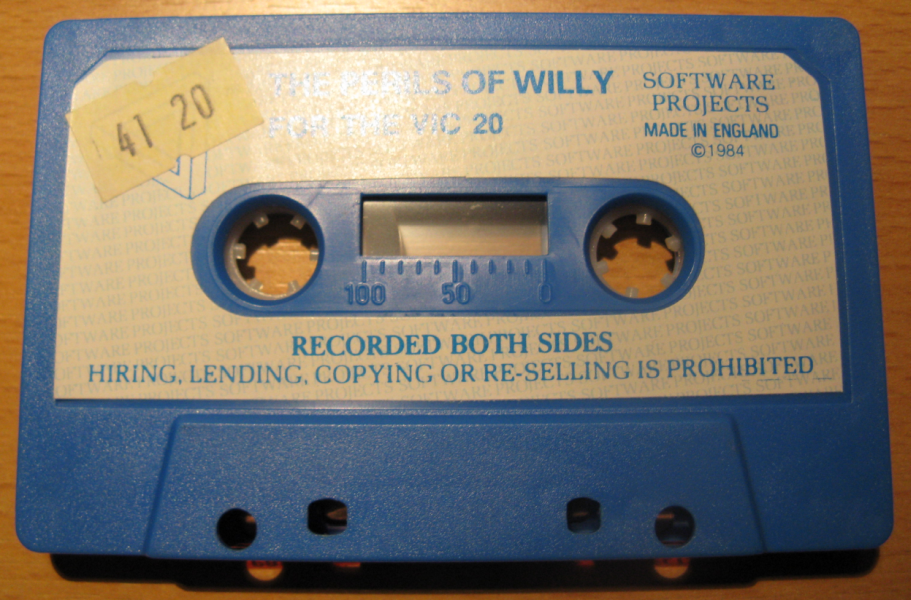 41 20
THE PERILS OF WILLY
FOR THE VIC 20
SOFTWARE
PROJECTS
MADE IN ENGLAND
©1984
100 50 0
RECORDED BOTH SIDES
HIRING, LENDING, COPYING OR RE-SELLING IS PROHIBITED